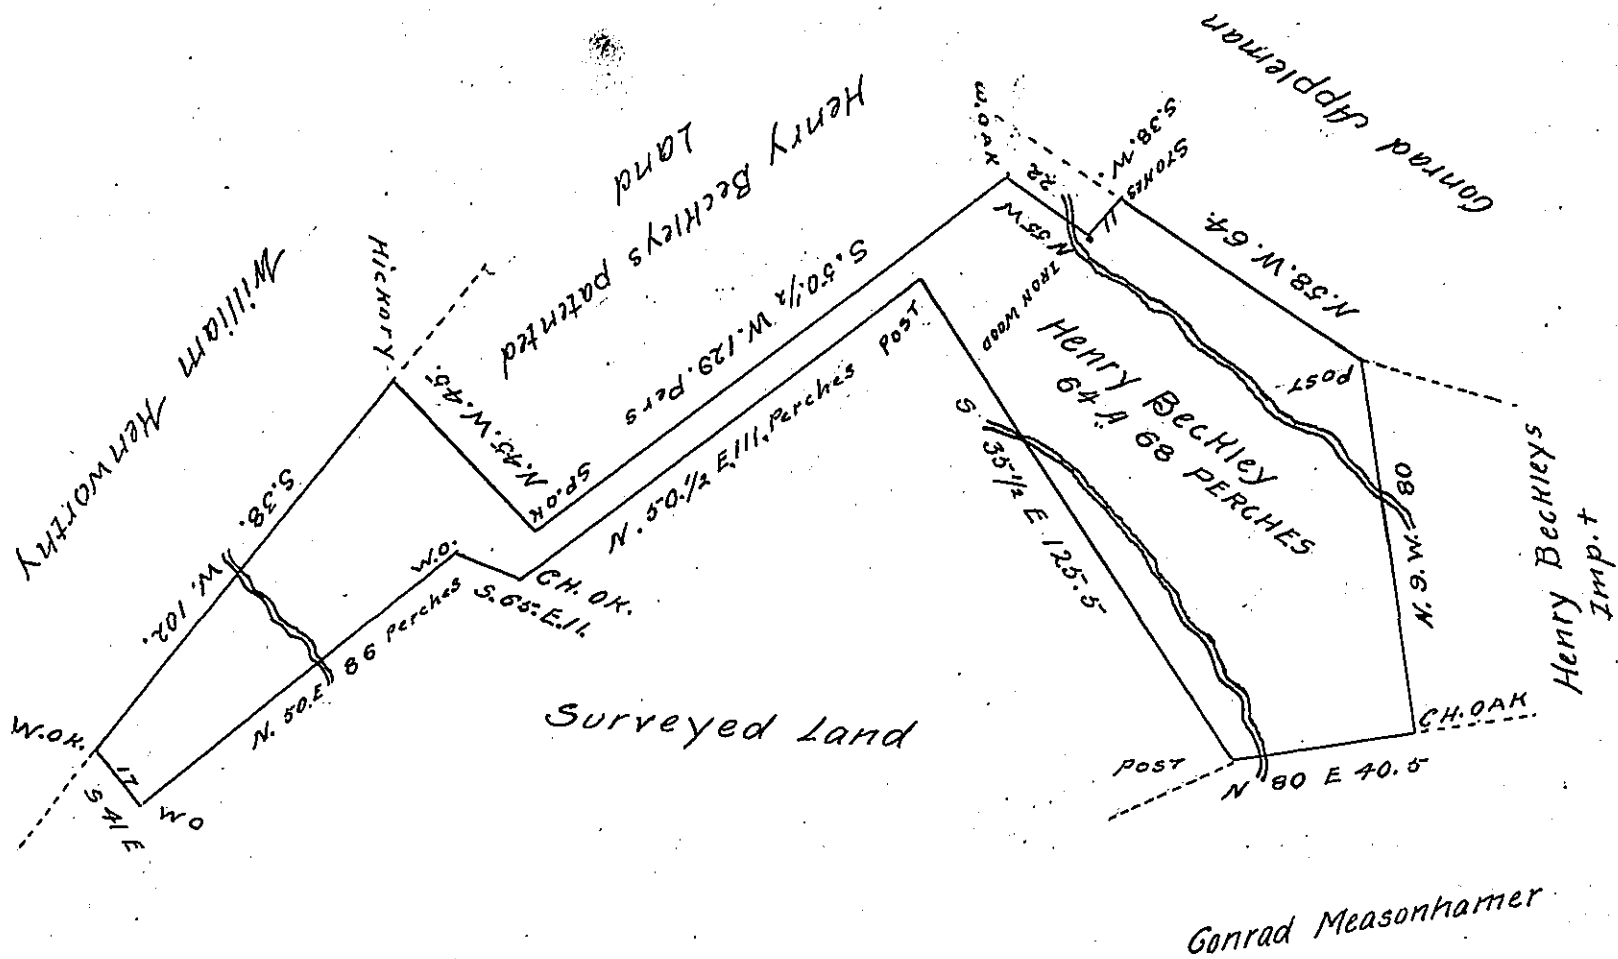 Conrad Appleman
William Henworthy
Henry Beckleys patented
Land
Hickory
W. OAK
22
N 55 W
IRON WOOD
11
S. 38. W.
STONES
N. 58. W. 64.
POST
80
N. 9. W.
Henry Beckleys
Imp.t
CH. OAK
N 80 E 40.5
POST
S 35 1/2 E 125.5
Henry Beckley
64 A 68 PERCHES
POST
N. 50. 1/2 E 111. Perches
S. 50. 1/2 W. 129. Pers
SP. OK
N. 45. W. 45.
CH. OK.
S. 65. E. 11.
W.O.
N. 50. E 86 perches
W O
S 41 E
17
W. OK.
S. 38. W. 102.
Surveyed Land
Conrad Measonhamer